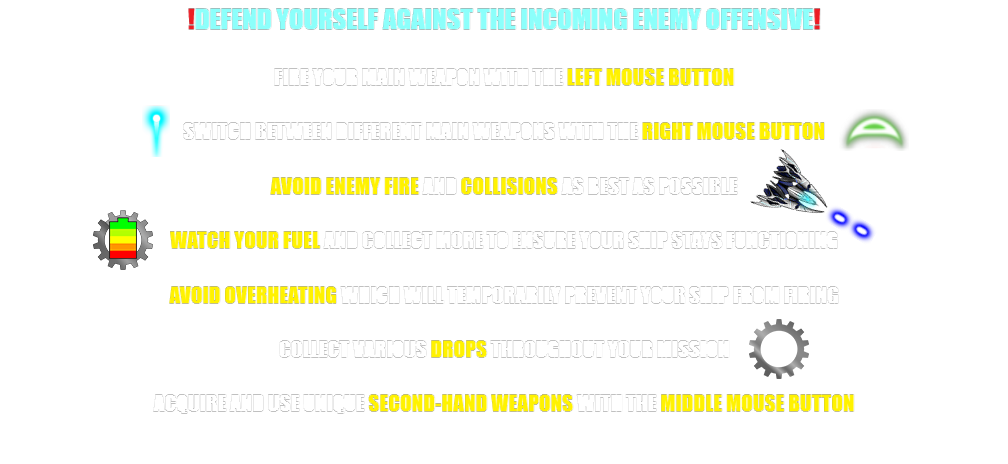 !DEFEND YOURSELF AGAINST THE INCOMING ENEMY OFFENSIVE!
FIRE YOUR MAIN WEAPON WITH THE LEFT MOUSE BUTTON
SWITCH BETWEEN DIFFERENT MAIN WEAPONS WITH THE RIGHT MOUSE BUTTON
AVOID ENEMY FIRE AND COLLISIONS AS BEST AS POSSIBLE
WATCH YOUR FUEL AND COLLECT MORE TO ENSURE YOUR SHIP STAYS FUNCTIONING
AVOID OVERHEATING WHICH WILL TEMPORARILY PREVENT YOUR SHIP FROM FIRING
COLLECT VARIOUS DROPS THROUGHOUT YOUR MISSION
ACQUIRE AND USE UNIQUE SECOND-HAND WEAPONS WITH THE MIDDLE MOUSE BUTTON